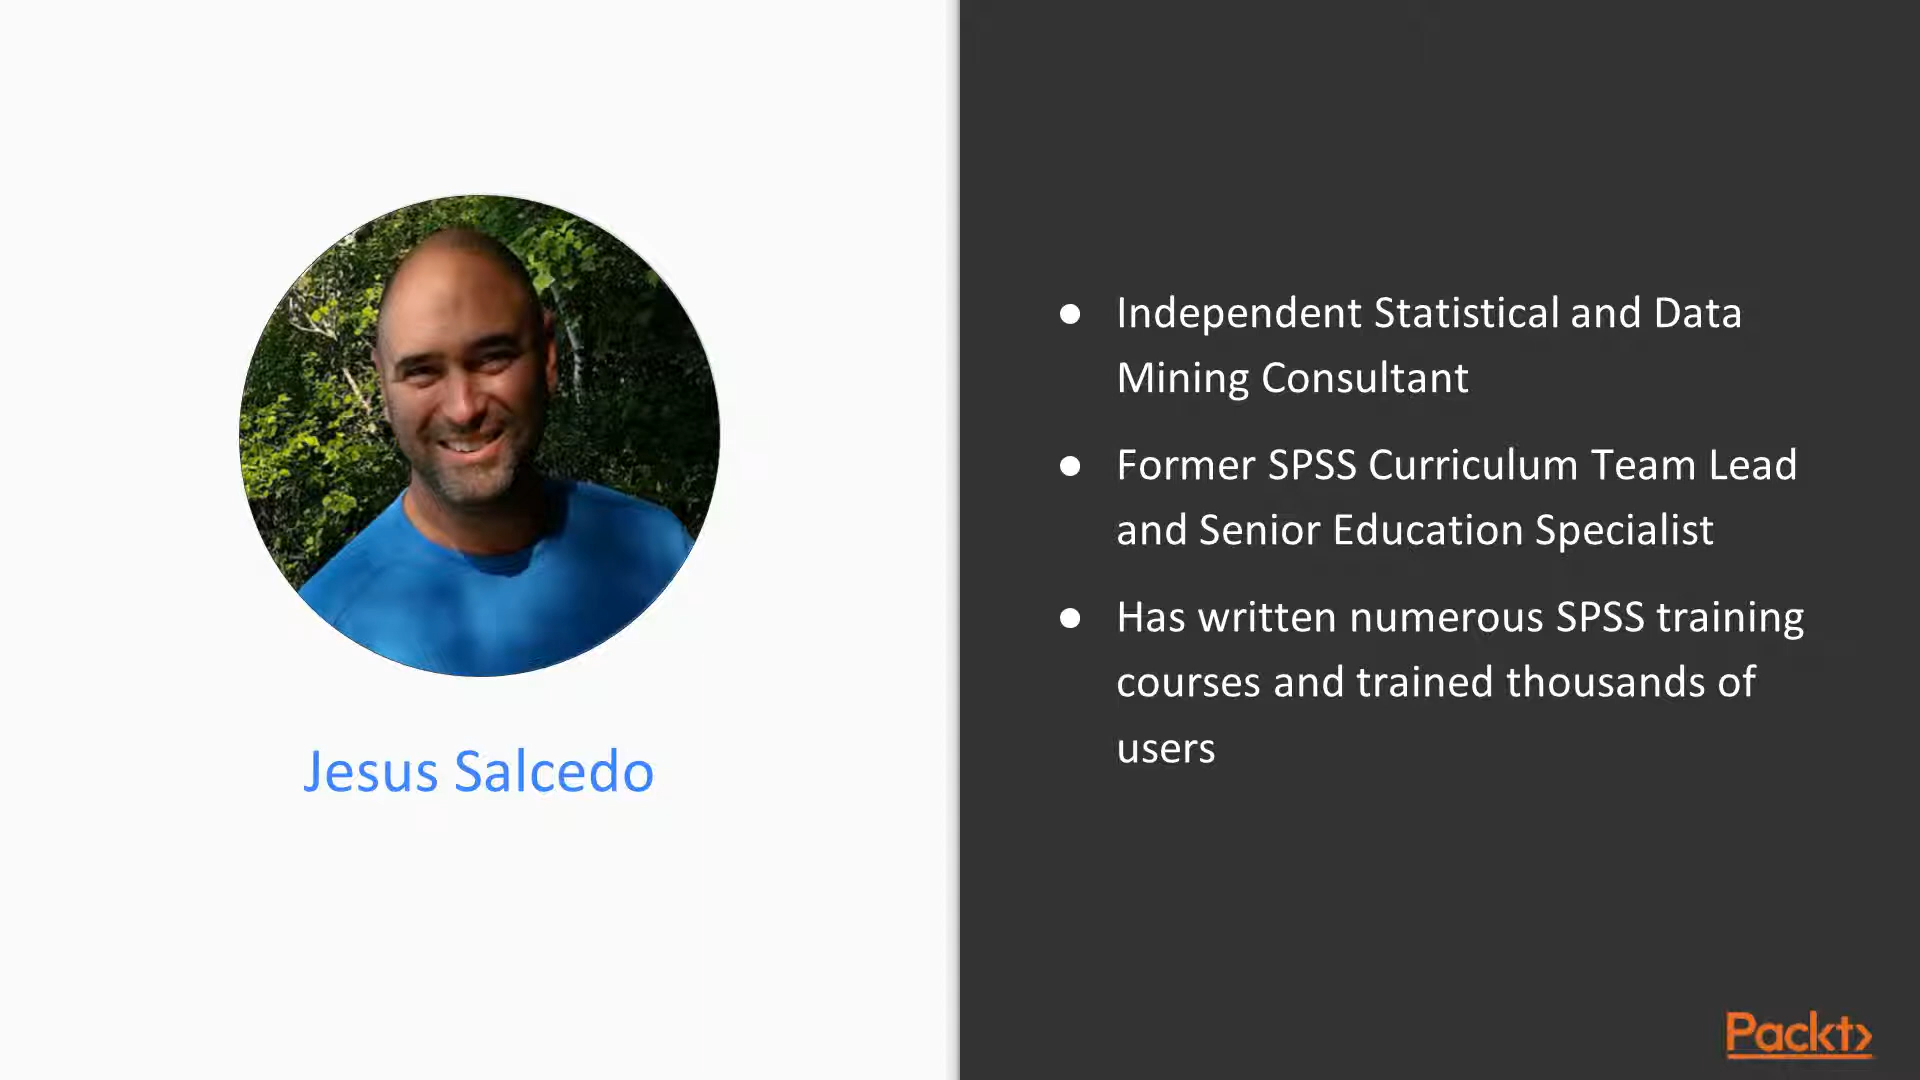 Jesus Salcedo
● Independent Statistical and Data
Mining Consultant
● Former SPSS Curriculum Team Lead
and Senior Education Specialist
● Has written numerous SPSS training
courses and trained thousands of
users
Packt>